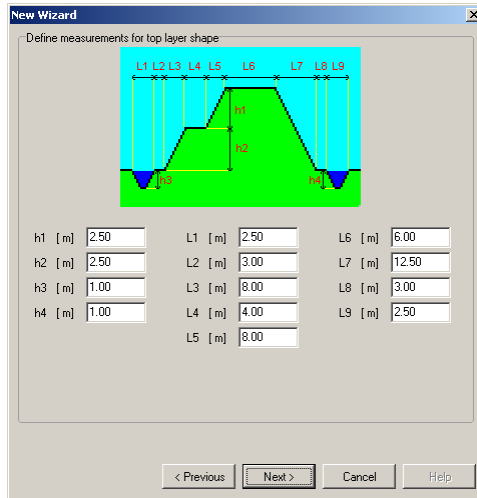 New Wizard
Define measurements for top layer shape
L1 L2 L3 L4 L5 L6 L7 L8 L9
h1
h2
h3 h4
h1 [ m] 2.50 L1 [ m] 2.50 L6 [ m] 6.00
h2 [ m] 2.50 L2 [ m] 3.00 L7 [ m] 12.50
h3 [ m] 1.00 L3 [ m] 8.00 L8 [ m] 3.00
h4 [ m] 1.00 L4 [ m] 4.00 L9 [ m] 2.50
L5 [ m] 8.00
< Previous Next > Cancel Help